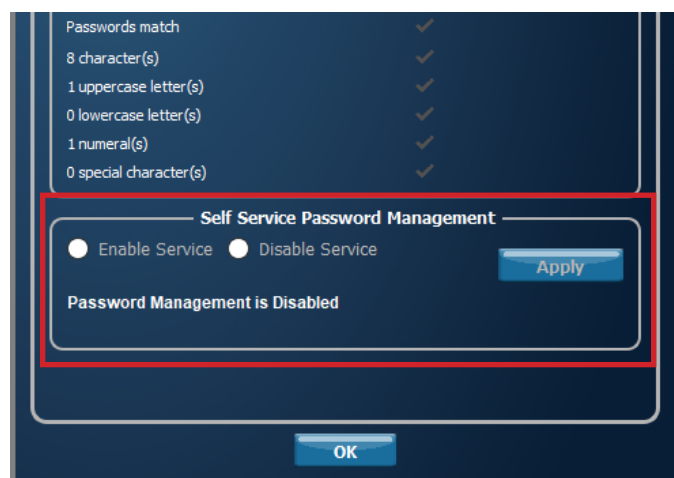 Passwords match
8 character(s)
1 uppercase letter(s)
0 lowercase letter(s)
1 numeral(s)
0 special character(s)
Self Service Password Management
Enable Service Disable Service
Apply
Password Management is Disabled
OK